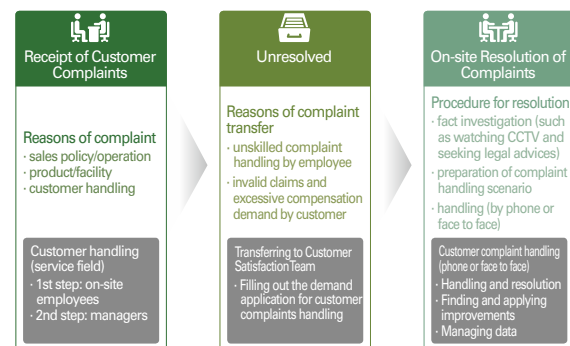 Receipt of Customer
Complaints
Reasons of complaint
· sales policy/operation
· product/facility
· customer handling
Customer handling
(service field)
· 1st step: on-site
employees
· 2nd step: managers
Unresolved
Reasons of complaint
transfer
· unskilled complaint
handling by employee
· invalid claims and
excessive compensation
demand by customer
Transferring to Customer
Satisfaction Team
· Filling out the demand
application for customer
complaints handling
On-site Resolution of
Complaints
Procedure for resolution
· fact investigation (such
as watching CCTV and
seeking legal advices)
· preparation of complaint
handling scenario
· handling (by phone or
face to face)
Customer complaint handling
(phone or face to face)
· Handling and resolution
· Finding and applying
improvements
· Managing data